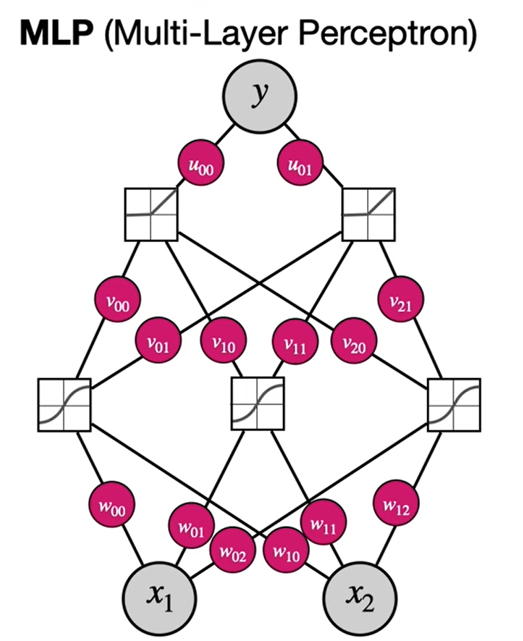 MLP (Multi-Layer Perceptron)
y
u₀₀ u₀₁
v₀₀ v₂₁
v₀₁ v₁₀ v₁₁ v₂₀
w₀₀ w₁₂
w₀₁ w₁₁
w₀₂ w₁₀
x₁ x₂